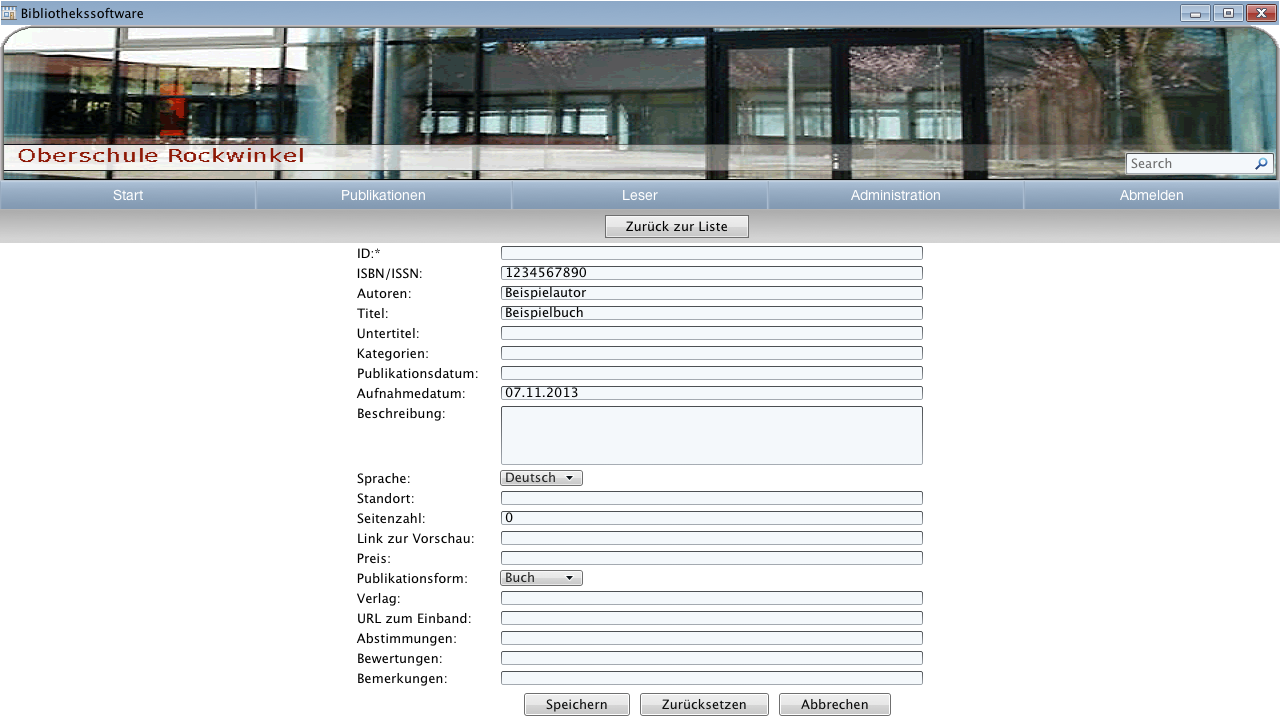 Bibliothekssoftware
Oberschule Rockwinkel
Search
Start Publikationen Leser Administration Abmelden
Zurück zur Liste
ID:*
ISBN/ISSN: 1234567890
Autoren: Beispielautor
Titel: Beispielbuch
Untertitel:
Kategorien:
Publikationsdatum:
Aufnahmedatum: 07.11.2013
Beschreibung:
Sprache: Deutsch
Standort:
Seitenzahl: 0
Link zur Vorschau:
Preis:
Publikationsform: Buch
Verlag:
URL zum Einband:
Abstimmungen:
Bewertungen:
Bemerkungen:
Speichern Zurücksetzen Abbrechen